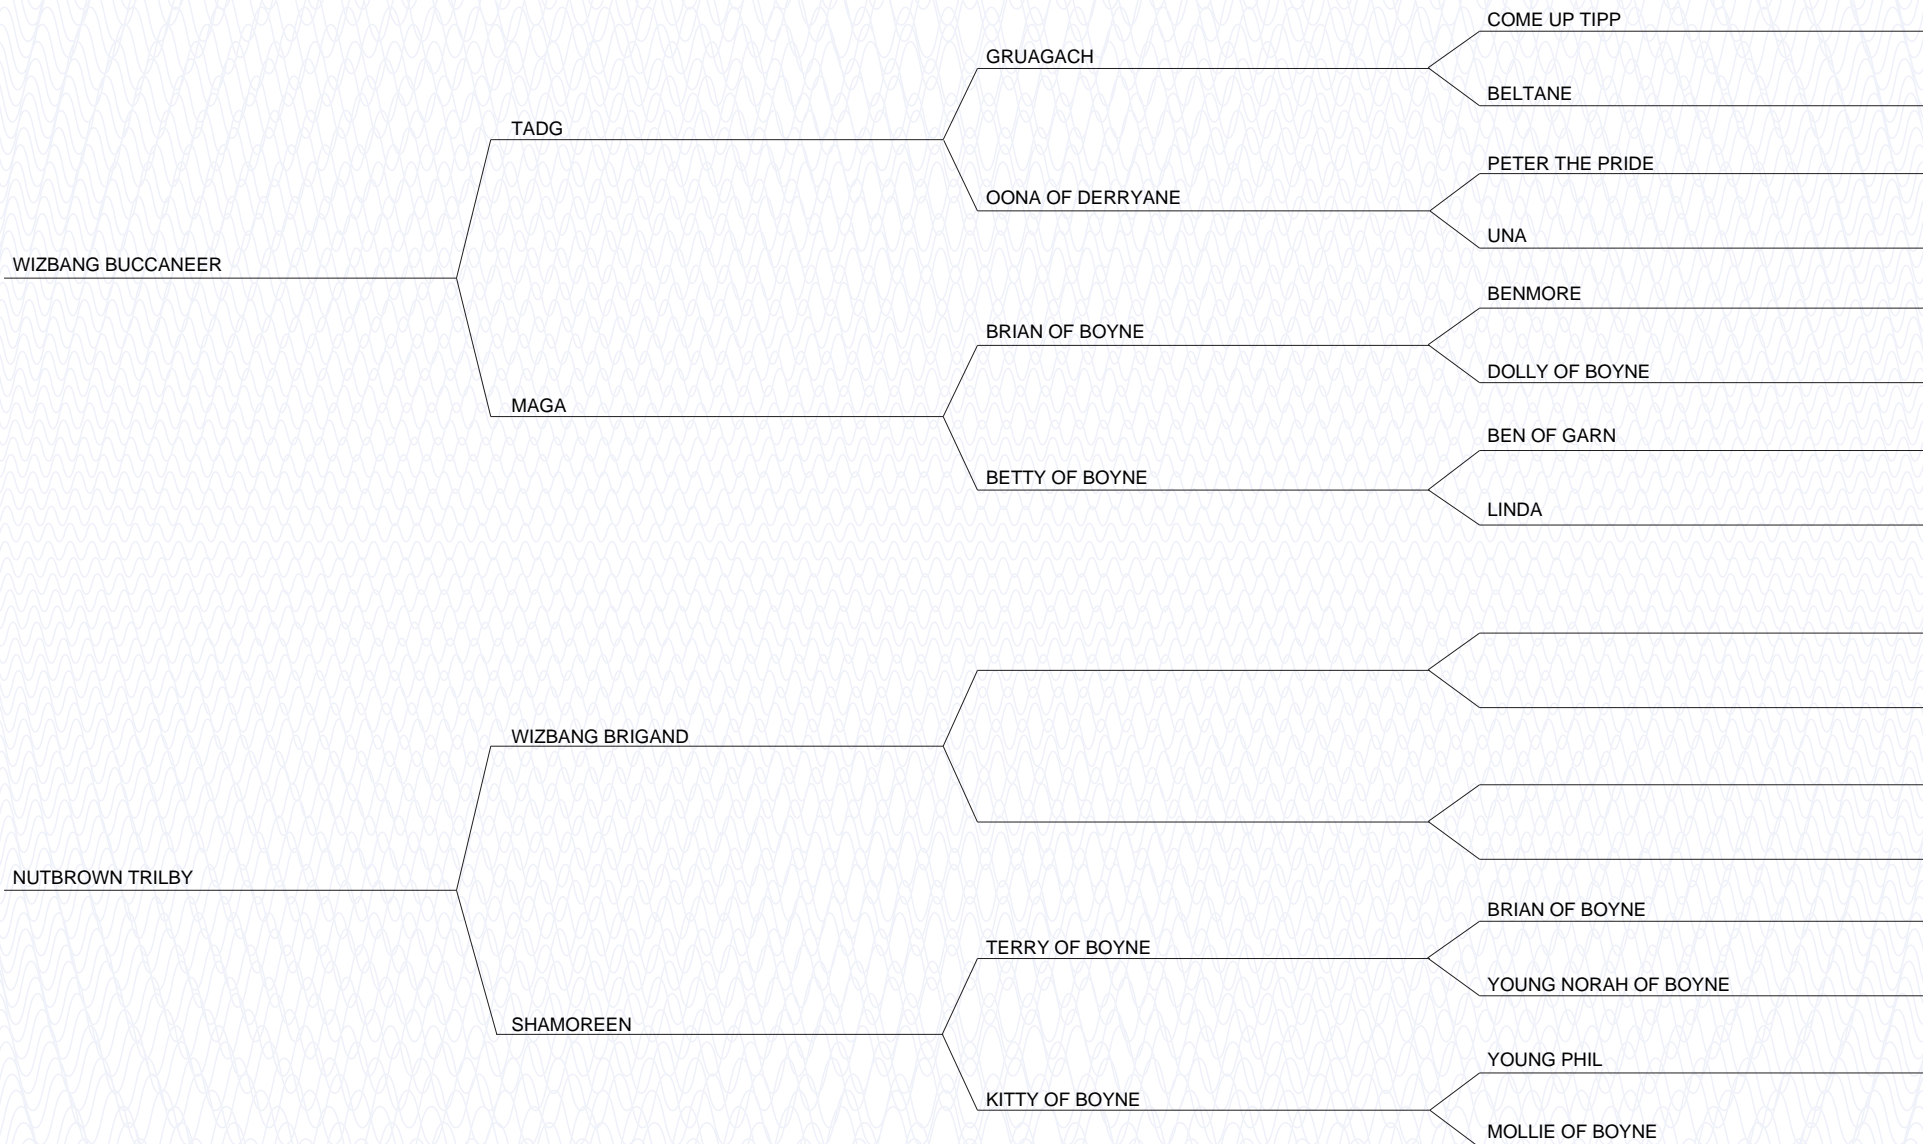 COME UP TIPP
GRUAGACH
BELTANE
TADG
PETER THE PRIDE
OONA OF DERRYANE
UNA
WIZBANG BUCCANEER
BENMORE
BRIAN OF BOYNE
DOLLY OF BOYNE
MAGA
BEN OF GARN
BETTY OF BOYNE
LINDA
WIZBANG BRIGAND
NUTBROWN TRILBY
BRIAN OF BOYNE
TERRY OF BOYNE
YOUNG NORAH OF BOYNE
SHAMOREEN
YOUNG PHIL
KITTY OF BOYNE
MOLLIE OF BOYNE